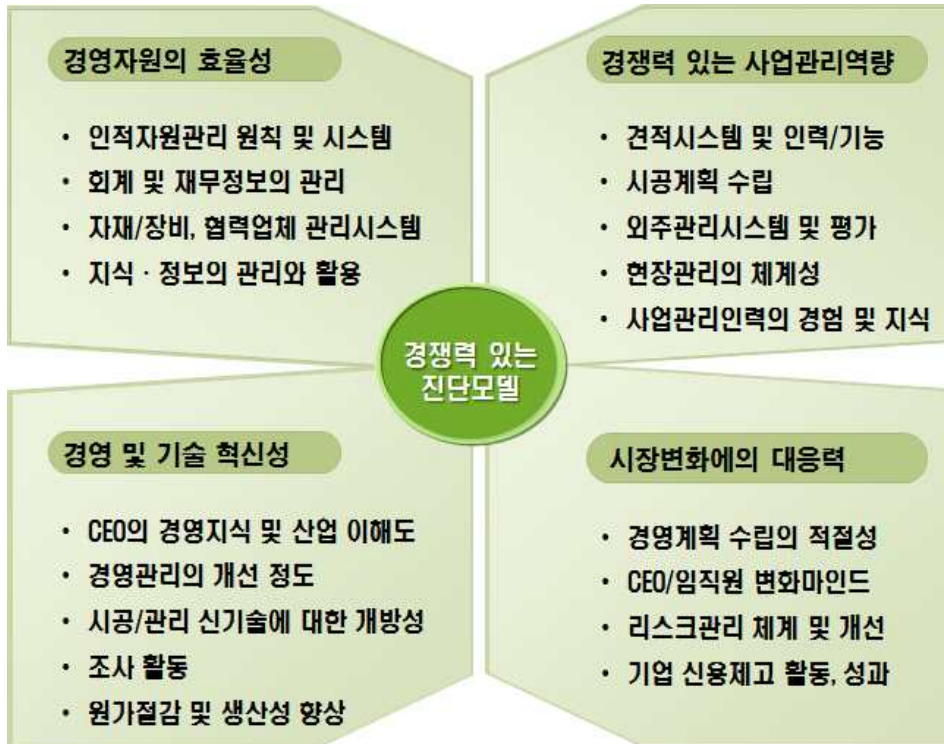 경영자원의 효율성
• 인적자원관리 원칙 및 시스템
• 회계 및 재무정보의 관리
• 자재/장비, 협력업체 관리시스템
• 지식 · 정보의 관리와 활용
경쟁력 있는 사업관리역량
• 견적시스템 및 인력/기능
• 시공계획 수립
• 외주관리시스템 및 평가
• 현장관리의 체계성
• 사업관리인력의 경험 및 지식
경쟁력 있는
진단모델
경영 및 기술 혁신성
• CEO의 경영지식 및 산업 이해도
• 경영관리의 개선 정도
• 시공/관리 신기술에 대한 개방성
• 조사 활동
• 원가절감 및 생산성 향상
시장변화에의 대응력
• 경영계획 수립의 적절성
• CEO/임직원 변화마인드
• 리스크관리 체계 및 개선
• 기업 신용제고 활동, 성과